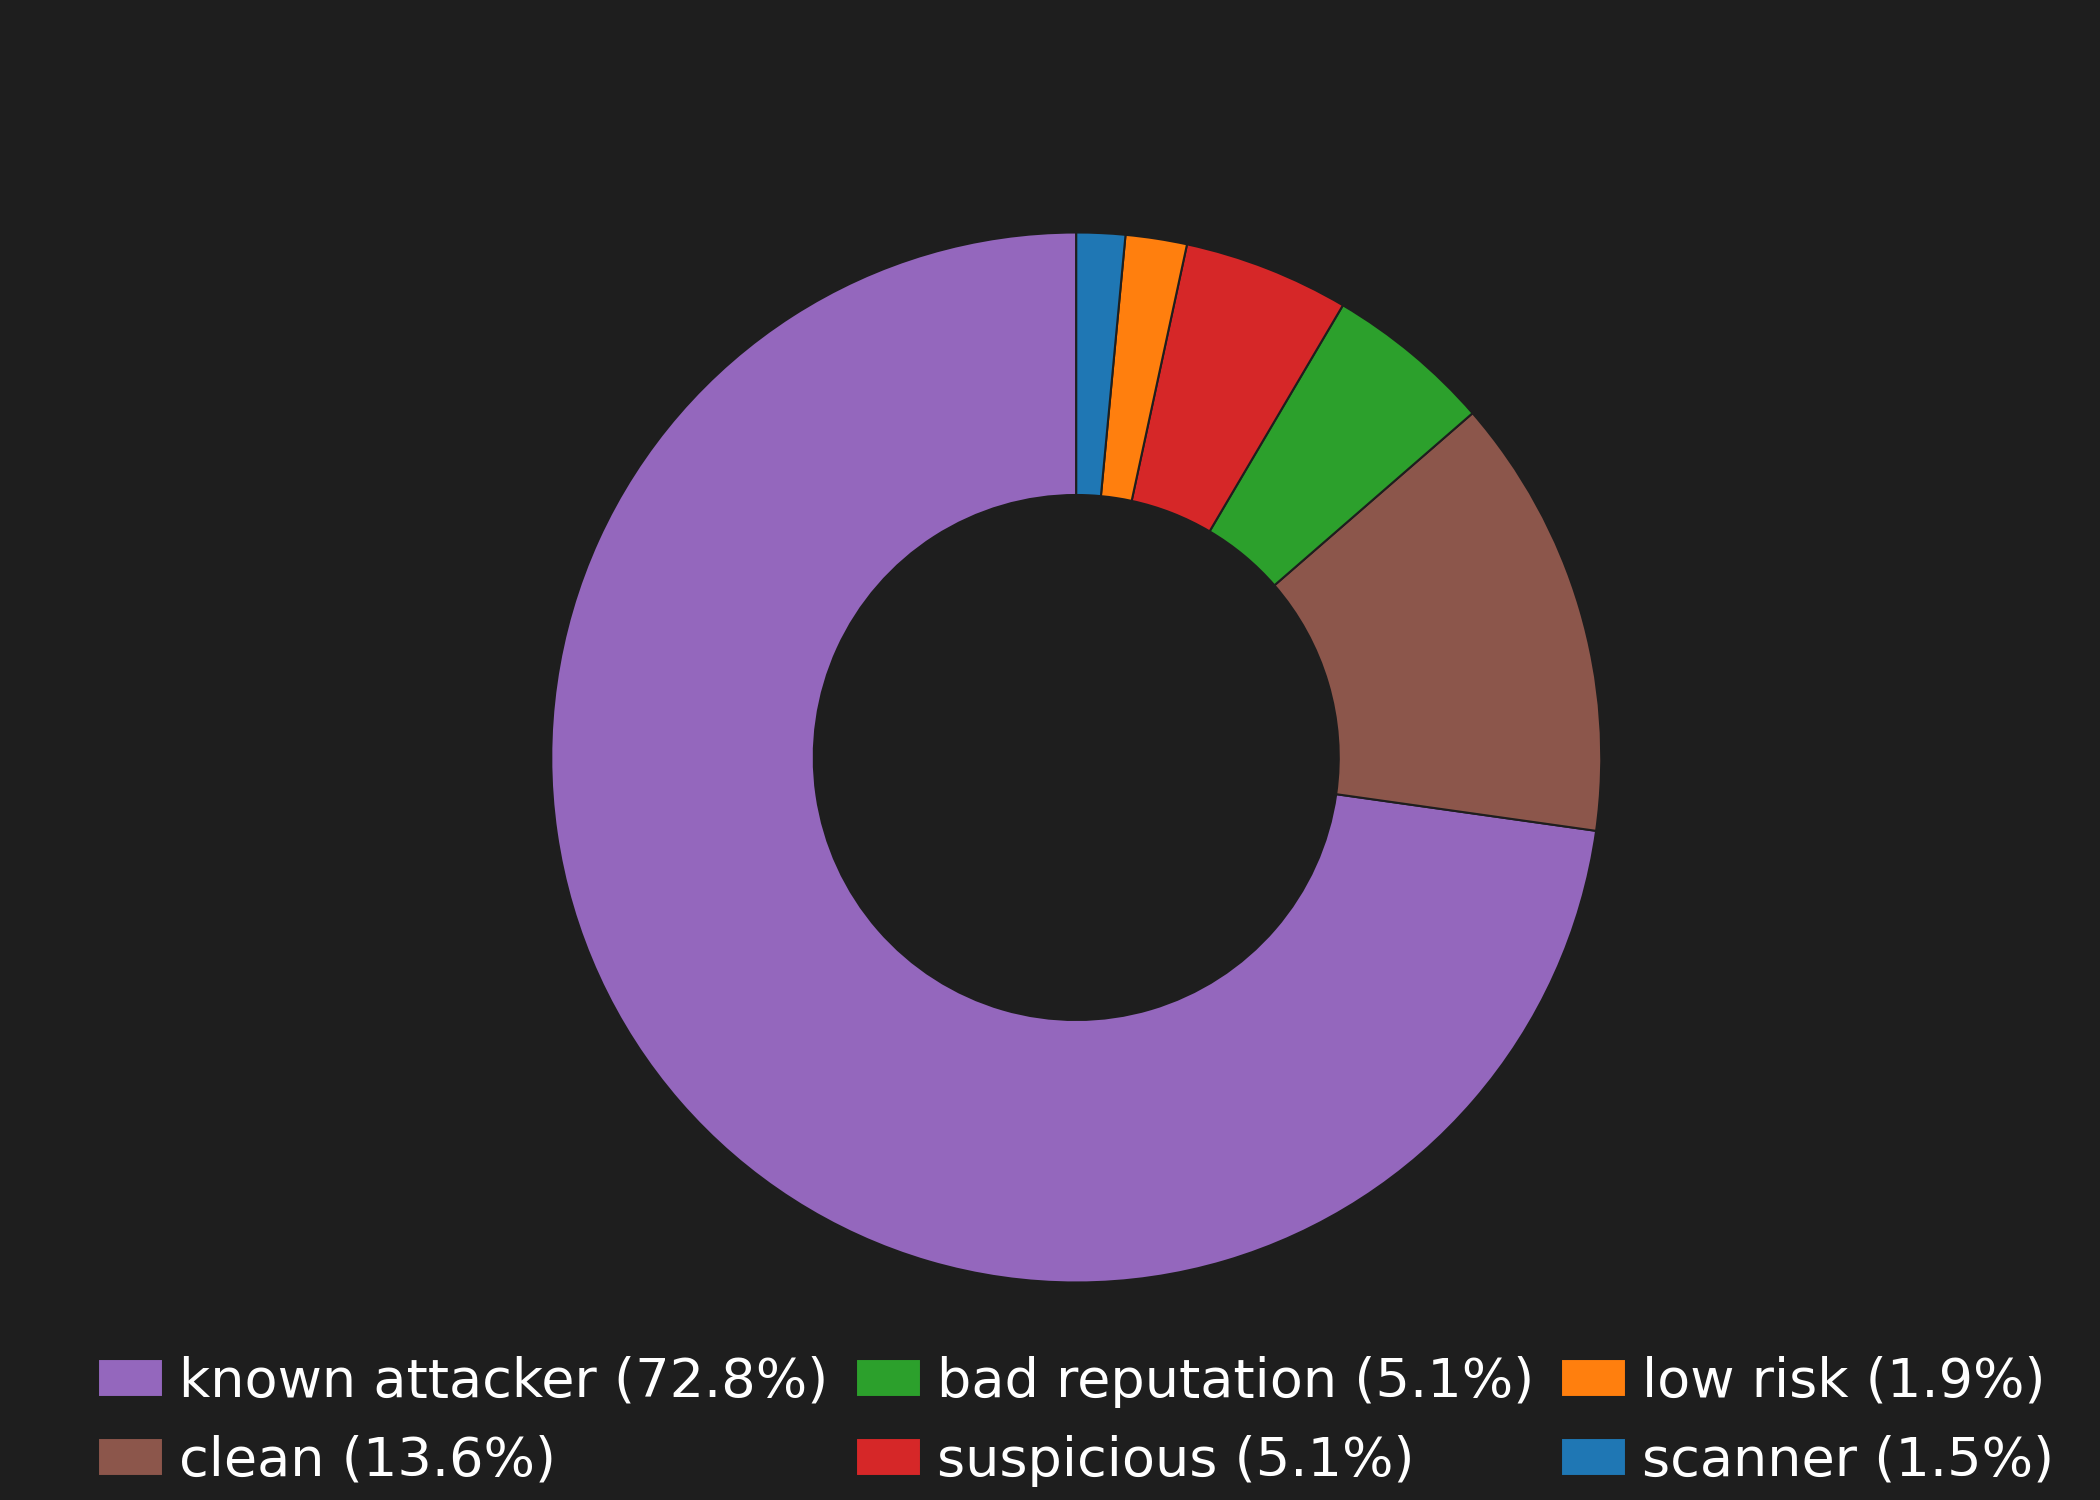 known attacker (72.8%) bad reputation (5.1%) low risk (1.9%)
clean (13.6%) suspicious (5.1%) scanner (1.5%)